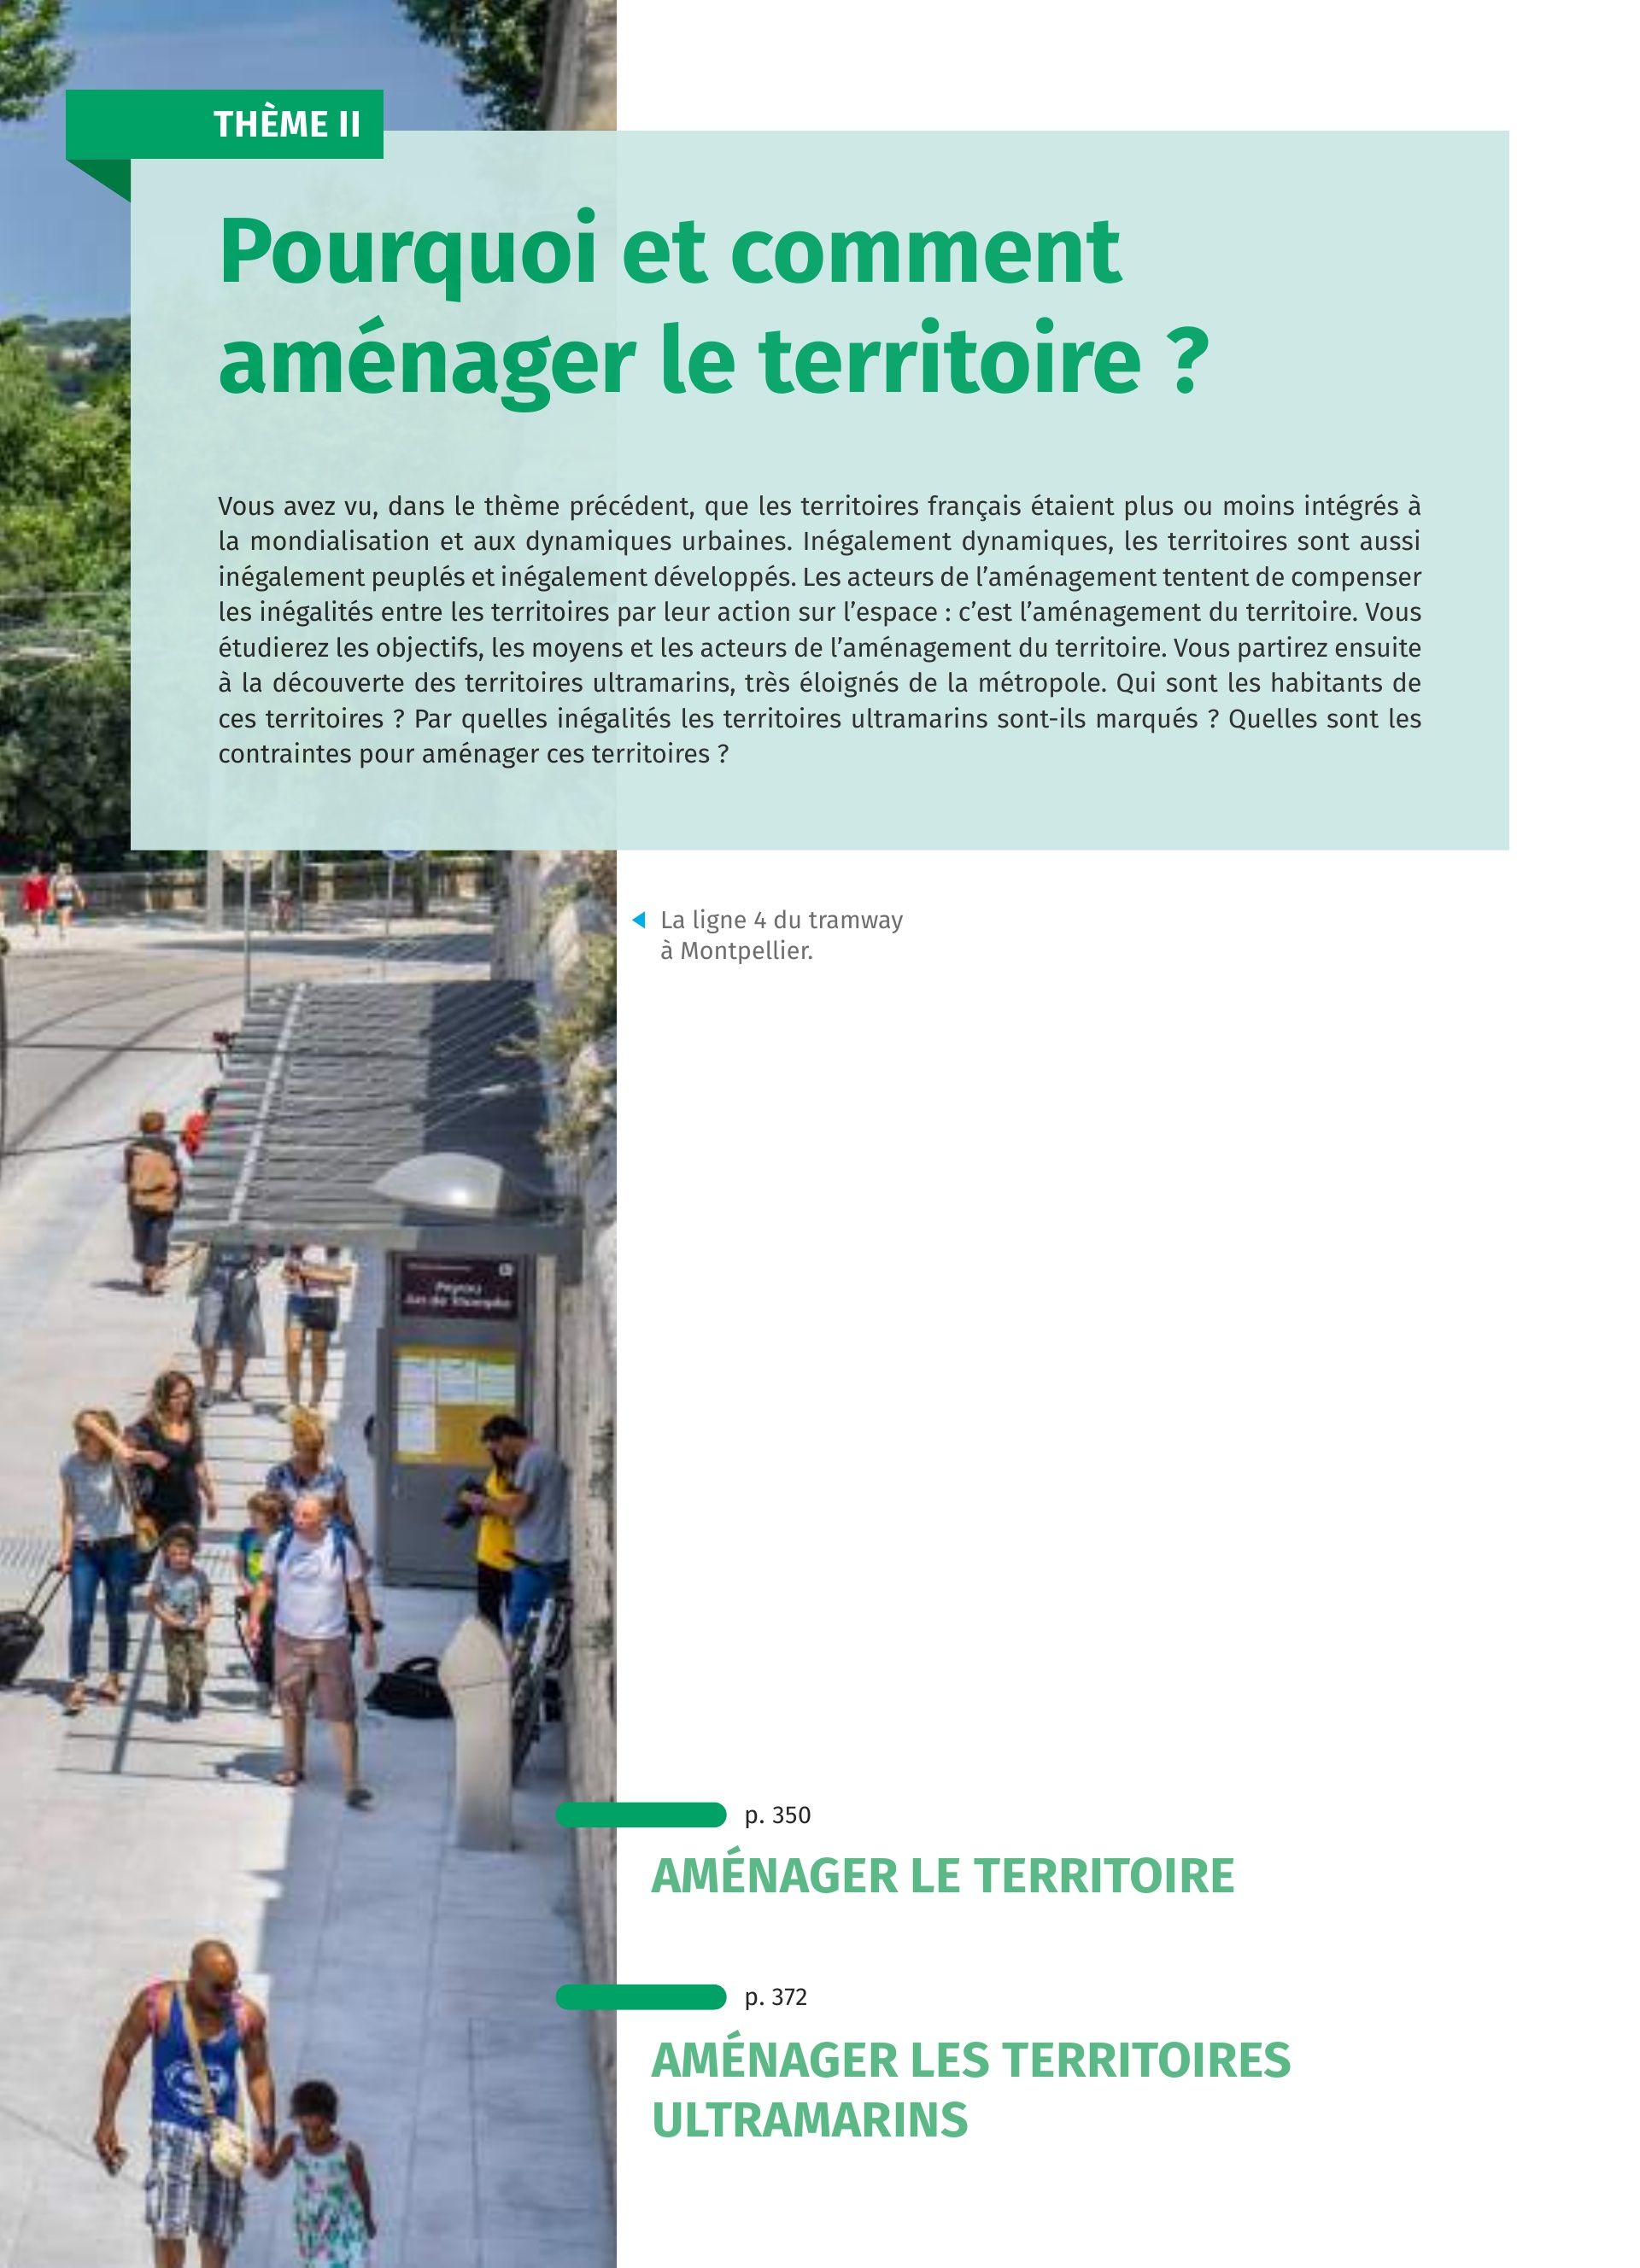 THÈME II
Pourquoi et comment
aménager le territoire ?
Vous avez vu, dans le thème précédent, que les territoires français étaient plus ou moins intégrés à
la mondialisation et aux dynamiques urbaines. Inégalement dynamiques, les territoires sont aussi
inégalement peuplés et inégalement développés. Les acteurs de l’aménagement tentent de compenser
les inégalités entre les territoires par leur action sur l’espace : c’est l’aménagement du territoire. Vous
étudierez les objectifs, les moyens et les acteurs de l’aménagement du territoire. Vous partirez ensuite
à la découverte des territoires ultramarins, très éloignés de la métropole. Qui sont les habitants de
ces territoires ? Par quelles inégalités les territoires ultramarins sont-ils marqués ? Quelles sont les
contraintes pour aménager ces territoires ?
La ligne 4 du tramway
à Montpellier.
Peyrou
Arc de Triomphe
p. 350
AMÉNAGER LE TERRITOIRE
p. 372
AMÉNAGER LES TERRITOIRES
ULTRAMARINS